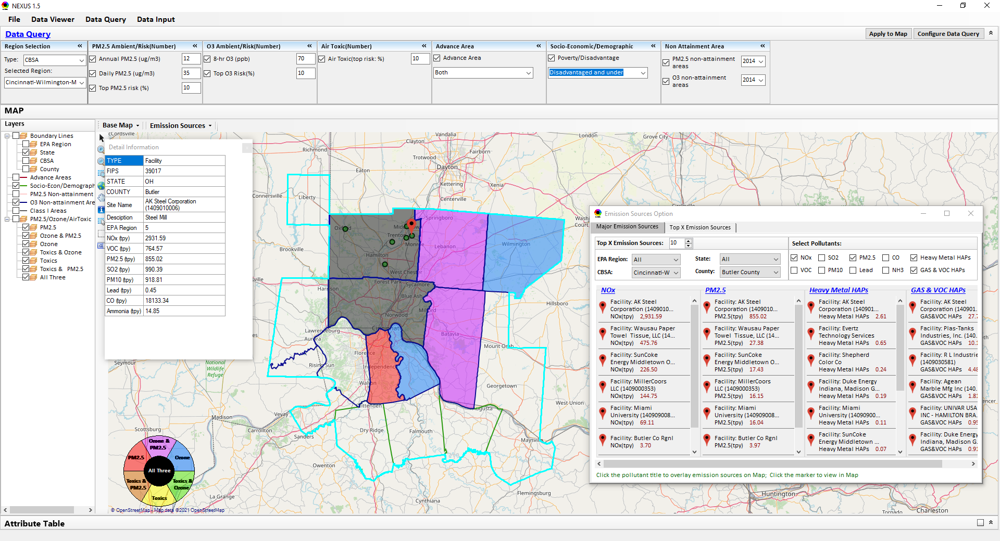 NEXUS 1.5
File Data Viewer Data Query Data Input
Data Query
Apply to Map Configure Data Query
Region Selection
Type: CBSA
Selected Region:
Cincinnati-Wilmington-M
PM2.5 Ambient/Risk(Number)
Annual PM2.5 (ug/m3) 12
Daily PM2.5 (ug/m3) 35
Top PM2.5 risk (%) 10
O3 Ambient/Risk(Number)
8-hr O3 (ppb) 70
Top O3 Risk(%) 10
Air Toxic(Number)
Air Toxic(top risk: %) 10
Advance Area
Advance Area
Both
Socio-Economic/Demographic
Poverty/Disadvantage
Disadvantaged and under
Non Attainment Area
PM2.5 non-attainment areas 2014
O3 non-attainment areas 2014
MAP
Layers
Boundary Lines
EPA Region
State
CBSA
County
Advance Areas
Socio-Econ/Demograph
PM2.5 Non-attainment
O3 Non-attainment Are
Class I Areas
PM2.5/Ozone/AirToxic
PM2.5
Ozone & PM2.5
Ozone
Toxics & Ozone
Toxics
Toxics & PM2.5
All Three
Base Map Emission Sources
Detail Information
TYPE Facility
FIPS 39017
STATE OH
COUNTY Butler
Site Name AK Steel Corporation (1409010006)
Desciption Steel Mill
EPA Region 5
NOx (tpy) 2931.59
VOC (tpy) 764.57
PM2.5 (tpy) 855.02
SO2 (tpy) 990.39
PM10 (tpy) 918.81
Lead (tpy) 0.45
CO (tpy) 18133.34
Ammonia (tpy) 14.85
cCordsville
Vandalia
London
Grove City
Clayton
Richmond
Fairborn
Trotwood
Dayton
Eaton
Kettering
Xenia
Centerville
Connersville
Liberty
Springboro
Oxford
Trenton
Monroe
Lebanon
Wilmington
Brookville
Hamilton
West Chester
Forest Park
Sycamore
Blue Ash
Milford
Norwood
Cincinnati
Hillsboro
Lawrenceburg
Aurora
Batavia
Mount Orab
Florence
Rising Sun
Independence
Walton
Seymour
National
Wildlife
Refuge
Georgetown
West Union
Augusta
Vevay
Madison
Carrollton
Sanders
Dry Ridge
Falmouth
Maysville
Scottsburg
Owenton
Flemingsburg
La Grange
Cynthiana
Huntington
Charleston
Tornado
Ozone & PM2.5
PM2.5
Ozone
All Three
Toxics & PM2.5
Toxics & Ozone
Toxics
© OpenStreetMap - Map data ©2021 OpenStreetMap
Emission Sources Option
Major Emission Sources Top X Emission Sources
Top X Emission Sources: 10
EPA Region: All State: All
CBSA: Cincinnati-W County: Butler County
Select Pollutants:
NOx SO2 PM2.5 CO Heavy Metal HAPs
VOC PM10 Lead NH3 GAS & VOC HAPs
NOx
Facility: AK Steel
Corporation (1409010...
NOx(tpy) 2,931.59
Facility: Wausau Paper
Towel Tissue, LLC (14...
NOx(tpy) 475.76
Facility: SunCoke
Energy Middletown O...
NOx(tpy) 226.50
Facility: MillerCoors
LLC (1409000353)
NOx(tpy) 144.75
Facility: Miami
University (140909008...
NOx(tpy) 69.11
Facility: Butler Co Rgnl
NOx(tpy) 3.70
PM2.5
Facility: AK Steel
Corporation (1409010...
PM2.5(tpy) 855.02
Facility: Wausau Paper
Towel Tissue, LLC (14...
PM2.5(tpy) 27.38
Facility: SunCoke
Energy Middletown O...
PM2.5(tpy) 17.43
Facility: MillerCoors
LLC (1409000353)
PM2.5(tpy) 16.15
Facility: Miami
University (140909008...
PM2.5(tpy) 16.04
Facility: Butler Co Rgnl
PM2.5(tpy) 3.97
Heavy Metal HAPs
Facility: AK Steel
Corporation (140901...
Heavy Metal HAPs 2.61
Facility: Evertz
Technology Services
Heavy Metal HAPs 0.65
Facility: Shepherd
Color Co
Heavy Metal HAPs 0.24
Facility: Duke Energy
Indiana, Madison G...
Heavy Metal HAPs 0.19
Facility: Miami
University (14090900...
Heavy Metal HAPs 0.11
Facility: SunCoke
Energy Middletown ...
Heavy Metal HAPs 0.07
GAS & VOC HAPs
Facility: AK Steel
Corporation (140901.
GAS&VOC HAPs 27.7
Facility: Plas-Tanks
Industries, Inc. (140.
GAS&VOC HAPs 10.1
Facility: R L Industrie
(1409030581)
GAS&VOC HAPs 4.48
Facility: Agean
Marble Mfg Inc (140.
GAS&VOC HAPs 1.81
Facility: UNIVAR USA
INC - HAMILTON BRA.
GAS&VOC HAPs 0.95
Facility: Duke Energy
Indiana, Madison G.
GAS&VOC HAPs 0.91
Click the pollutant title to overlay emission sources on Map; Click the marker to view in Map
Attribute Table